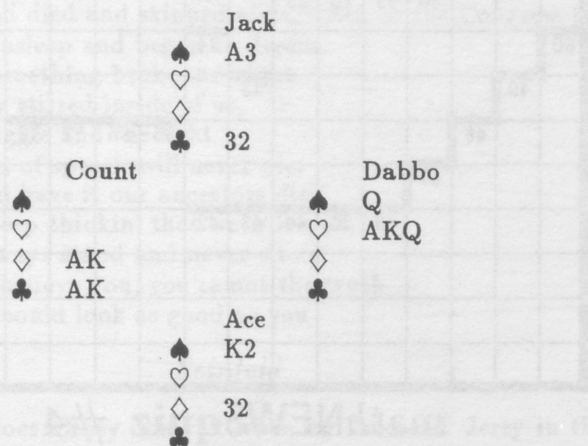 Jack
♠ A3
♡
♢
♣ 32
Count Dabbo
♠ ♠ Q
♡ ♡ AKQ
♢ AK ♢
♣ AK ♣
Ace
♠ K2
♡
♢ 32
♣